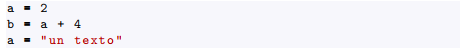 a = 2
b = a + 4
a = "un texto"